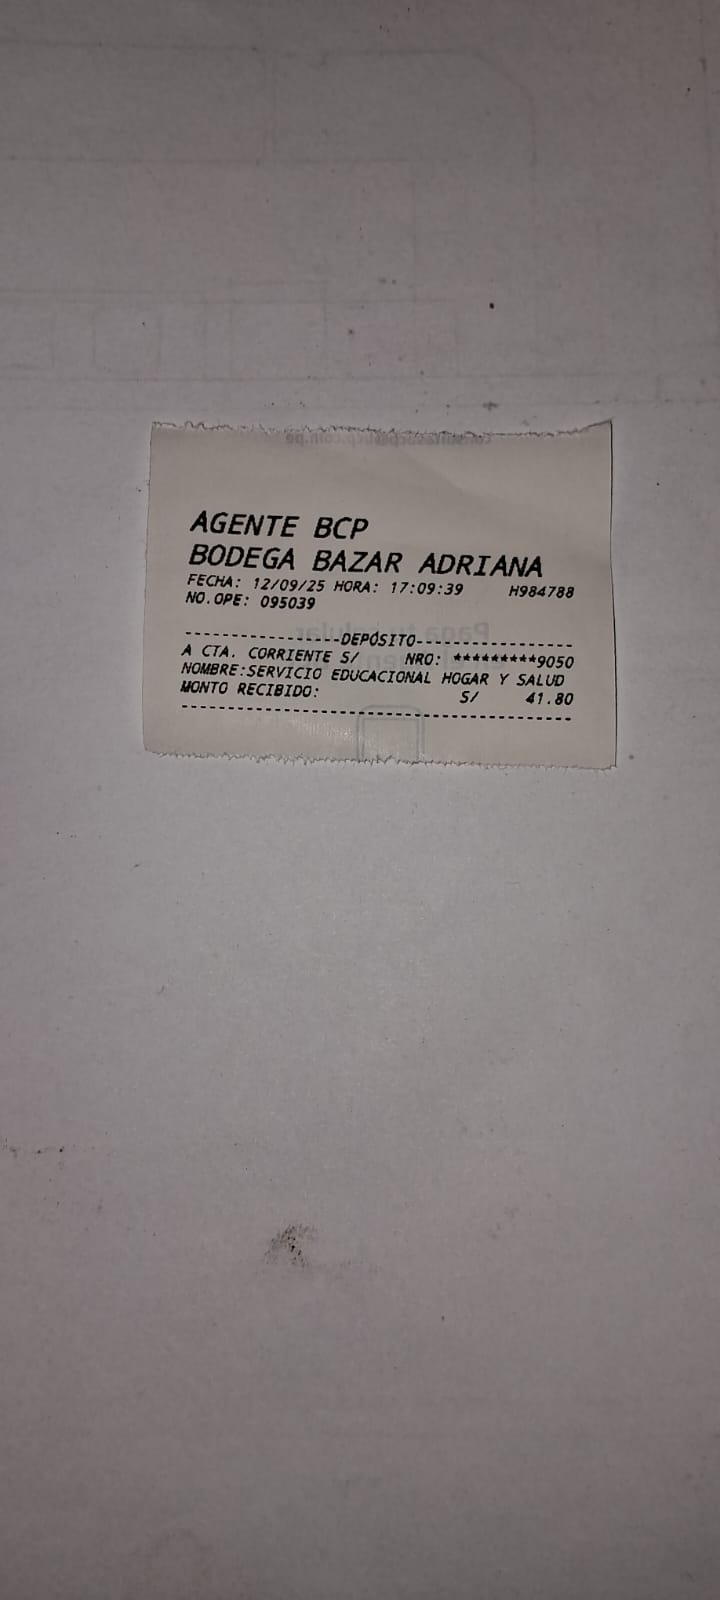 AGENTE BCP
BODEGA BAZAR ADRIANA
FECHA: 12/09/25 HORA: 17:09:39 H984788
NO.OPE: 095039
------------------DEPÓSITO------------------
A CTA. CORRIENTE S/ NRO: *********9050
NOMBRE:SERVICIO EDUCACIONAL HOGAR Y SALUD
MONTO RECIBIDO: S/ 41.80
--------------------------------------------